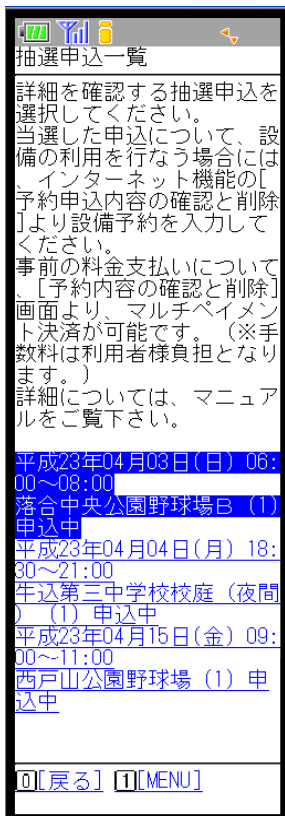 抽選申込一覧
詳細を確認する抽選申込を
選択してください。
当選した申込について、設
備の利用を行なう場合には
、インターネット機能の[
予約申込内容の確認と削除
]より設備予約を入力して
ください。
事前の料金支払いについて
、[予約内容の確認と削除]
画面より、マルチペイメン
ト決済が可能です。（※手
数料は利用者様負担となり
ます。）
詳細については、マニュア
ルをご覧下さい。
平成23年04月03日(日) 06:
00～08:00
落合中央公園野球場Ｂ（1)
申込中
平成23年04月04日(月) 18:
30～21:00
牛込第三中学校校庭（夜間
）（1）申込中
平成23年04月15日(金) 09:
00～11:00
西戸山公園野球場（1）申
込中
0[戻る] 1[MENU]